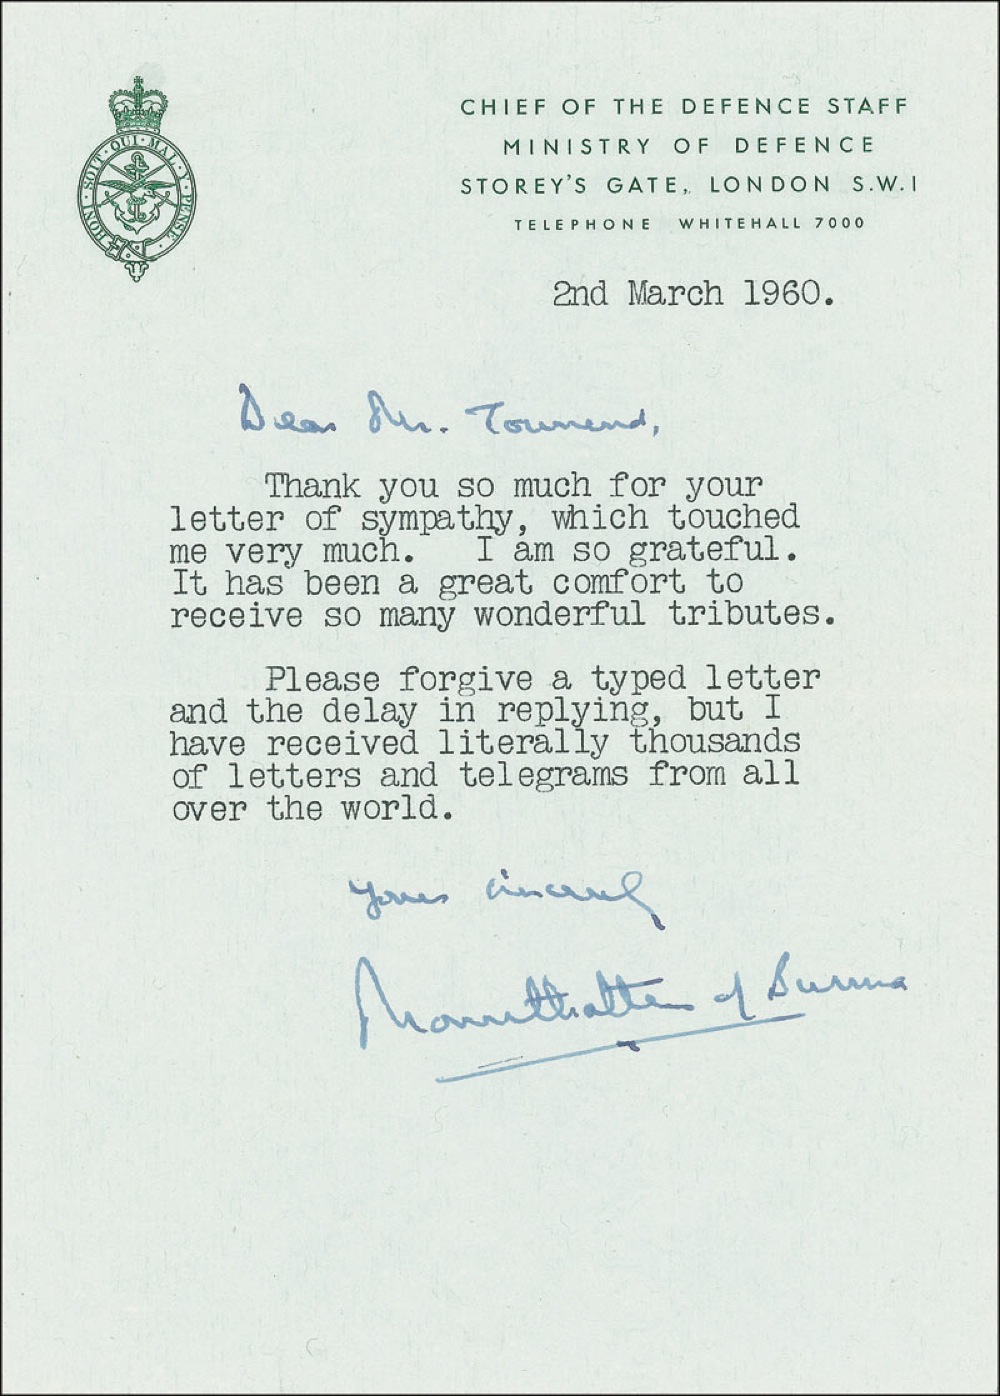 HONI·SOIT·QUI·MAL·Y·PENSE·
CHIEF OF THE DEFENCE STAFF
MINISTRY OF DEFENCE
STOREY'S GATE, LONDON S.W.1
TELEPHONE WHITEHALL 7000
2nd March 1960.
Dear Mr. Townend,
Thank you so much for your
letter of sympathy, which touched
me very much. I am so grateful.
It has been a great comfort to
receive so many wonderful tributes.
Please forgive a typed letter
and the delay in replying, but I
have received literally thousands
of letters and telegrams from all
over the world.
Yours sincerely
Mountbatten of Burma